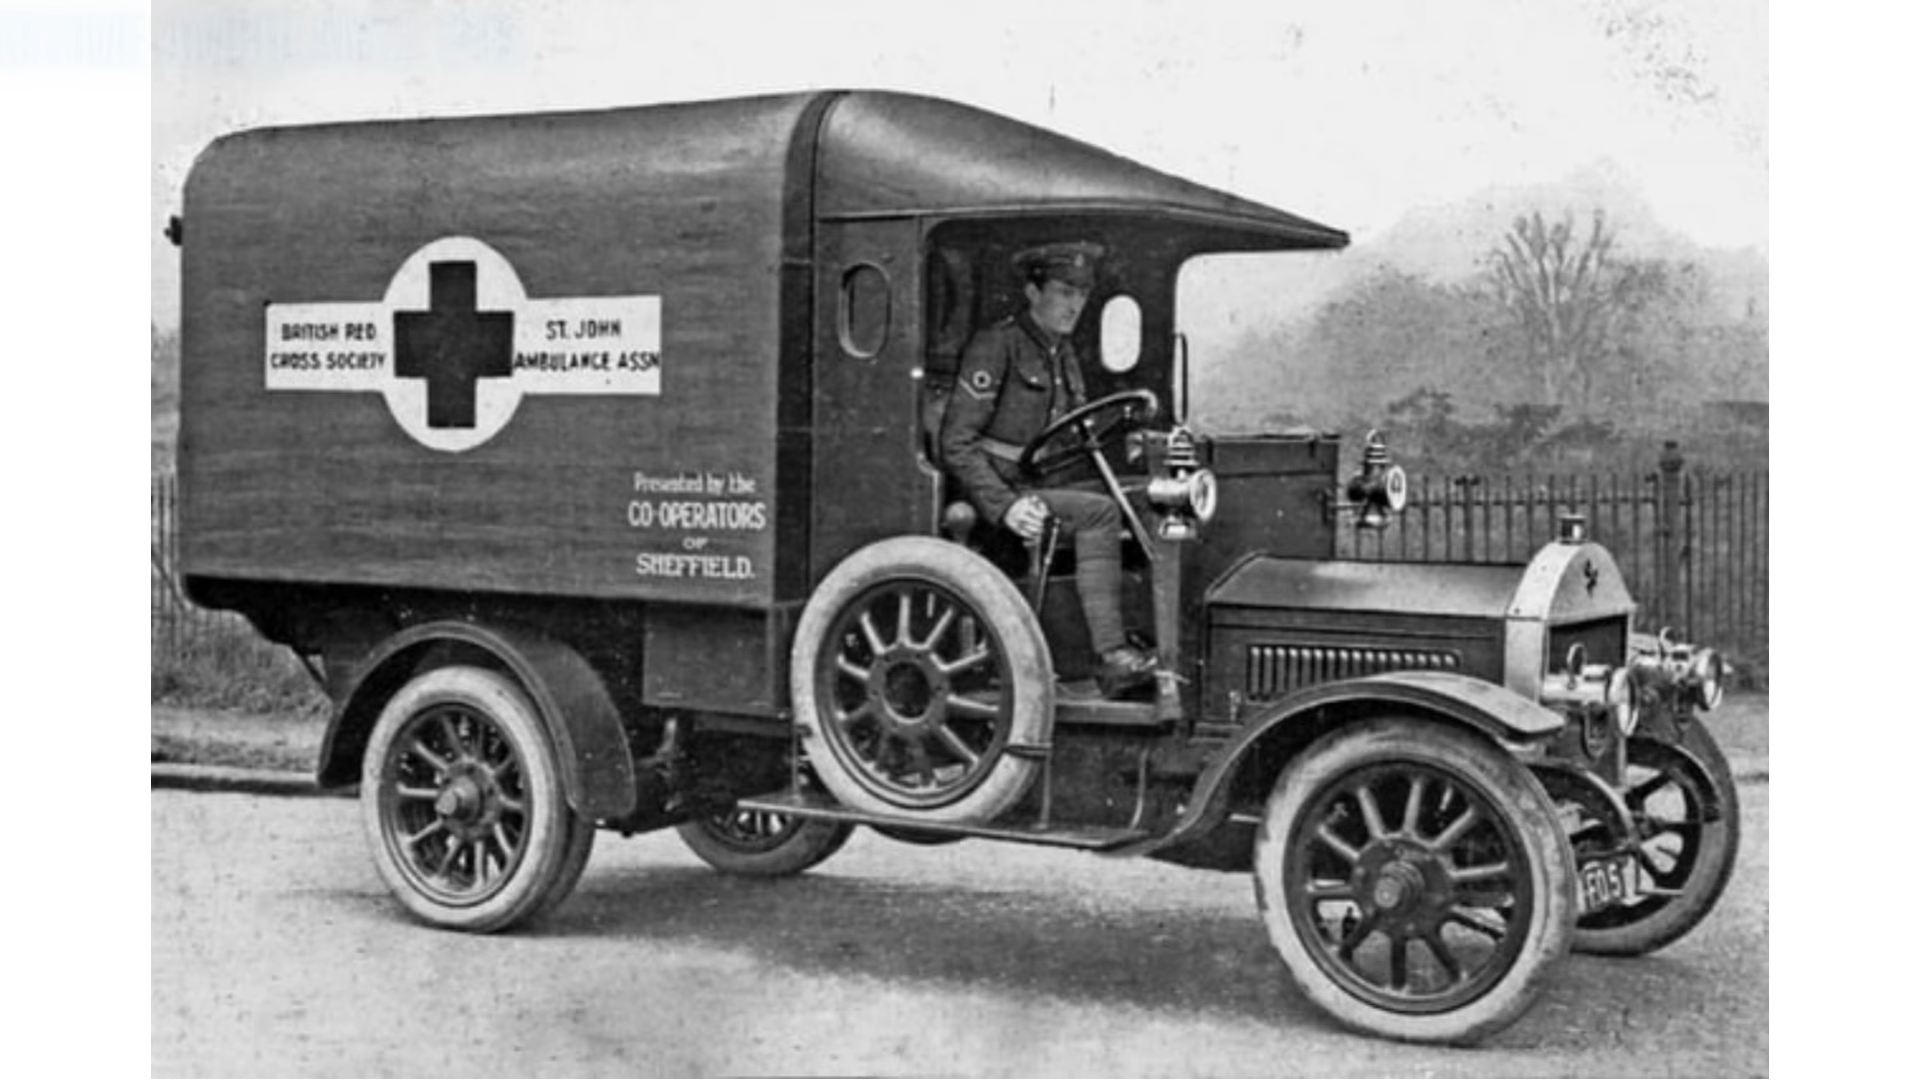 BRITISH RED
CROSS SOCIETY
ST. JOHN
AMBULANCE ASSN
Presented by the
CO-OPERATORS
OF
SHEFFIELD.